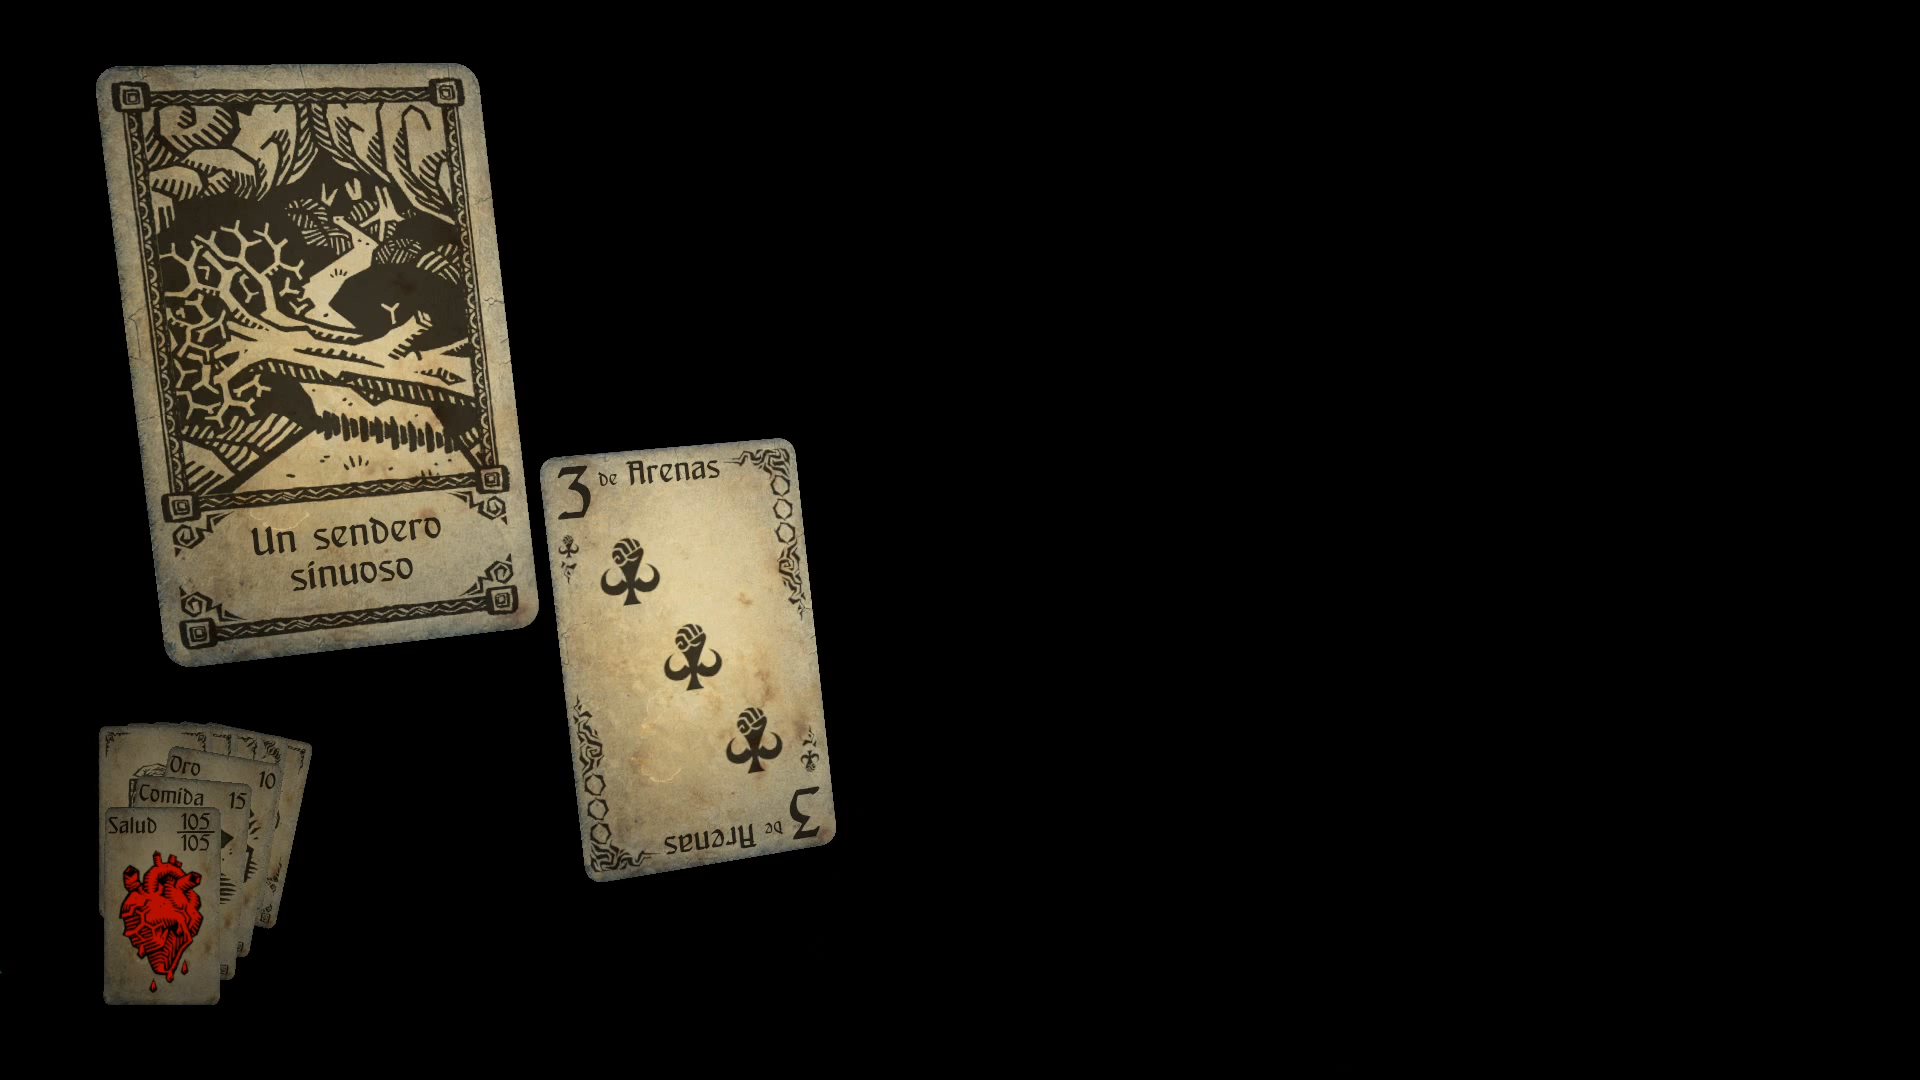 Un sendero
sinuoso
3 de Arenas
3 de Arenas
Oro 10
Comida 15
Salud 105
105